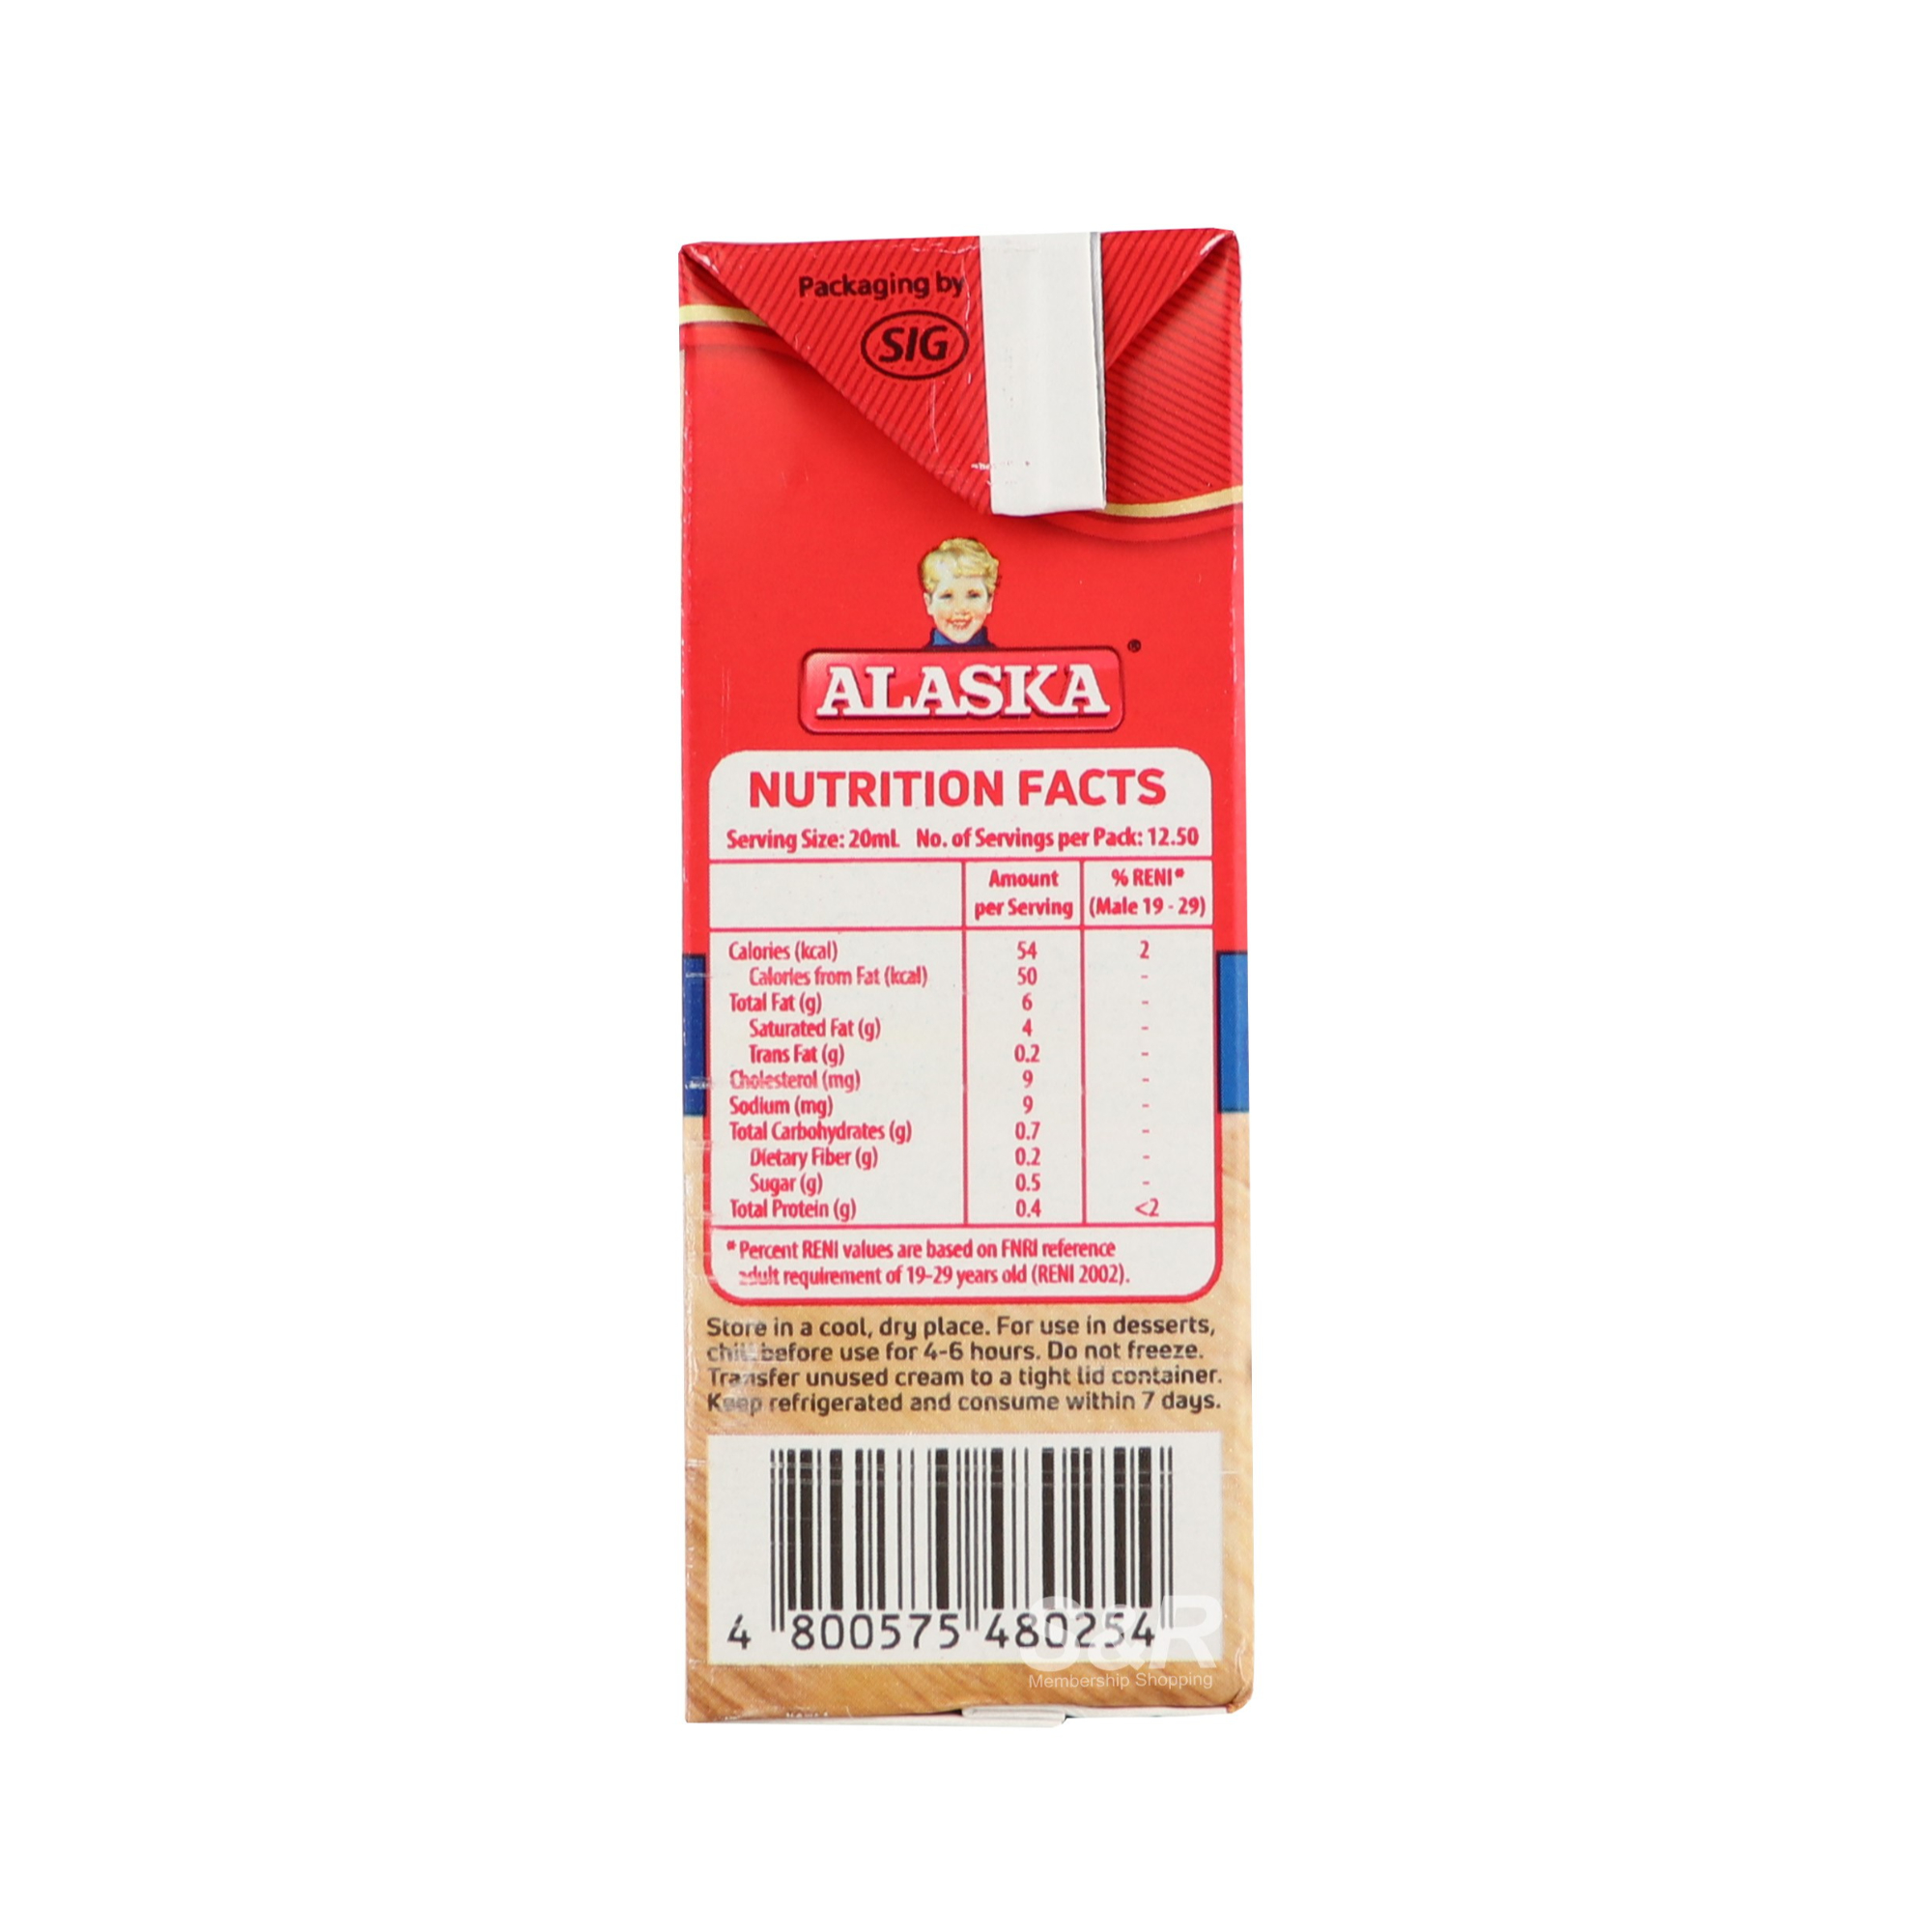 Packaging by
SIG
ALASKA ®
NUTRITION FACTS
Serving Size: 20mL No. of Servings per Pack: 12.50
Amount per Serving % RENI* (Male 19 - 29)
Calories (kcal) 54 2
Calories from Fat (kcal) 50 -
Total Fat (g) 6 -
Saturated Fat (g) 4 -
Trans Fat (g) 0.2 -
Cholesterol (mg) 9 -
Sodium (mg) 9 -
Total Carbohydrates (g) 0.7 -
Dietary Fiber (g) 0.2 -
Sugar (g) 0.5 -
Total Protein (g) 0.4 <2
* Percent RENI values are based on FNRI reference
adult requirement of 19-29 years old (RENI 2002).
Store in a cool, dry place. For use in desserts,
chill before use for 4-6 hours. Do not freeze.
Transfer unused cream to a tight lid container.
Keep refrigerated and consume within 7 days.
4 800575 480254
S&R
Membership Shopping